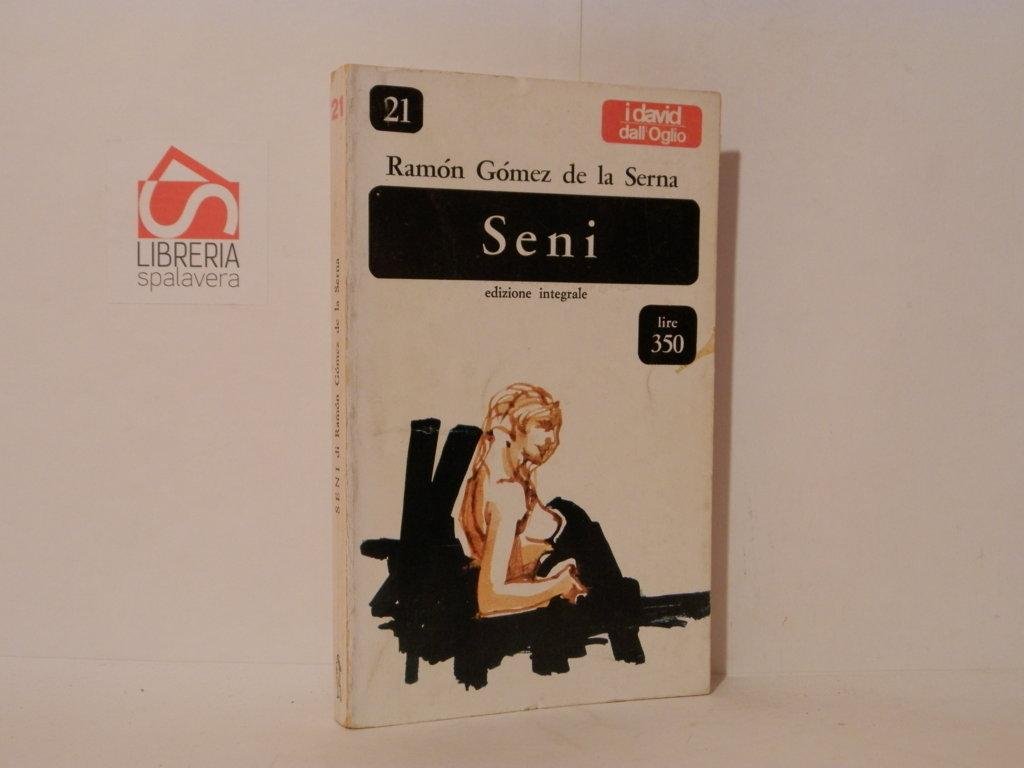 21
i david
dall'Oglio
Ramón Gómez de la Serna
Seni
edizione integrale
lire
350
21
SENI di Ramón Gómez de la Serna
LIBRERIA
spalavera